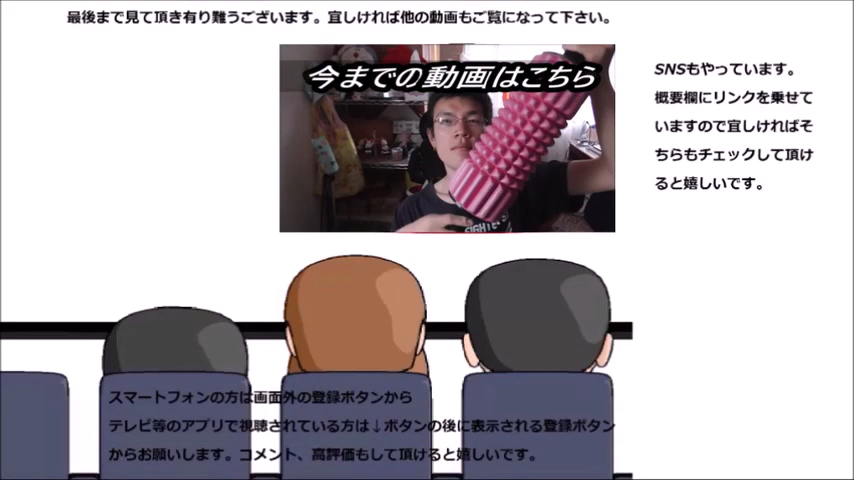 最後まで見て頂き有り難うございます。宜しければ他の動画もご覧になって下さい。
今までの動画はこちら
SNSもやっています。
概要欄にリンクを乗せて
いますので宜しければそ
ちらもチェックして頂け
ると嬉しいです。
スマートフォンの方は画面外の登録ボタンから
テレビ等のアプリで視聴されている方は↓ボタンの後に表示される登録ボタン
からお願いします。コメント、高評価もして頂けると嬉しいです。